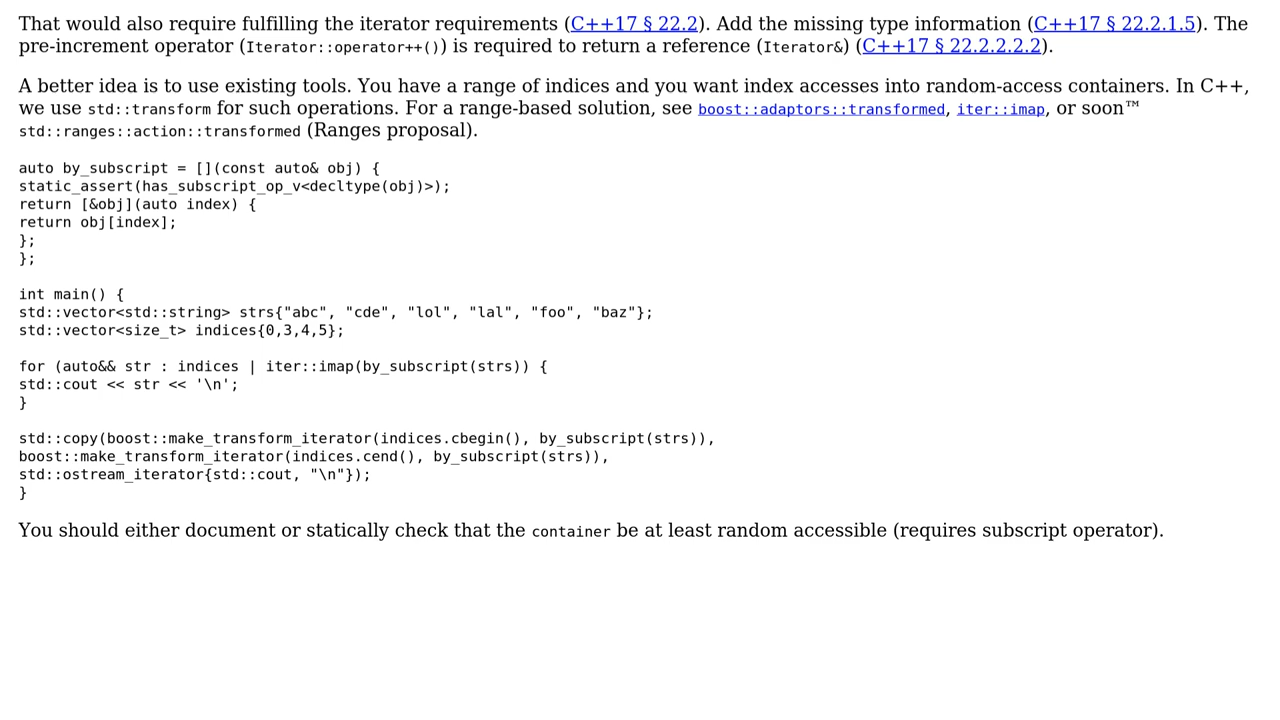 That would also require fulfilling the iterator requirements (C++17 § 22.2). Add the missing type information (C++17 § 22.2.1.5). The
pre-increment operator (Iterator::operator++()) is required to return a reference (Iterator&) (C++17 § 22.2.2.2.2).
A better idea is to use existing tools. You have a range of indices and you want index accesses into random-access containers. In C++,
we use std::transform for such operations. For a range-based solution, see boost::adaptors::transformed, iter::imap, or soon™
std::ranges::action::transformed (Ranges proposal).
auto by_subscript = [](const auto& obj) {
static_assert(has_subscript_op_v<decltype(obj)>);
return [&obj](auto index) {
return obj[index];
};
};
int main() {
std::vector<std::string> strs{"abc", "cde", "lol", "lal", "foo", "baz"};
std::vector<size_t> indices{0,3,4,5};
for (auto&& str : indices | iter::imap(by_subscript(strs)) {
std::cout << str << '\n';
}
std::copy(boost::make_transform_iterator(indices.cbegin(), by_subscript(strs)),
boost::make_transform_iterator(indices.cend(), by_subscript(strs)),
std::ostream_iterator{std::cout, "\n"});
}
You should either document or statically check that the container be at least random accessible (requires subscript operator).